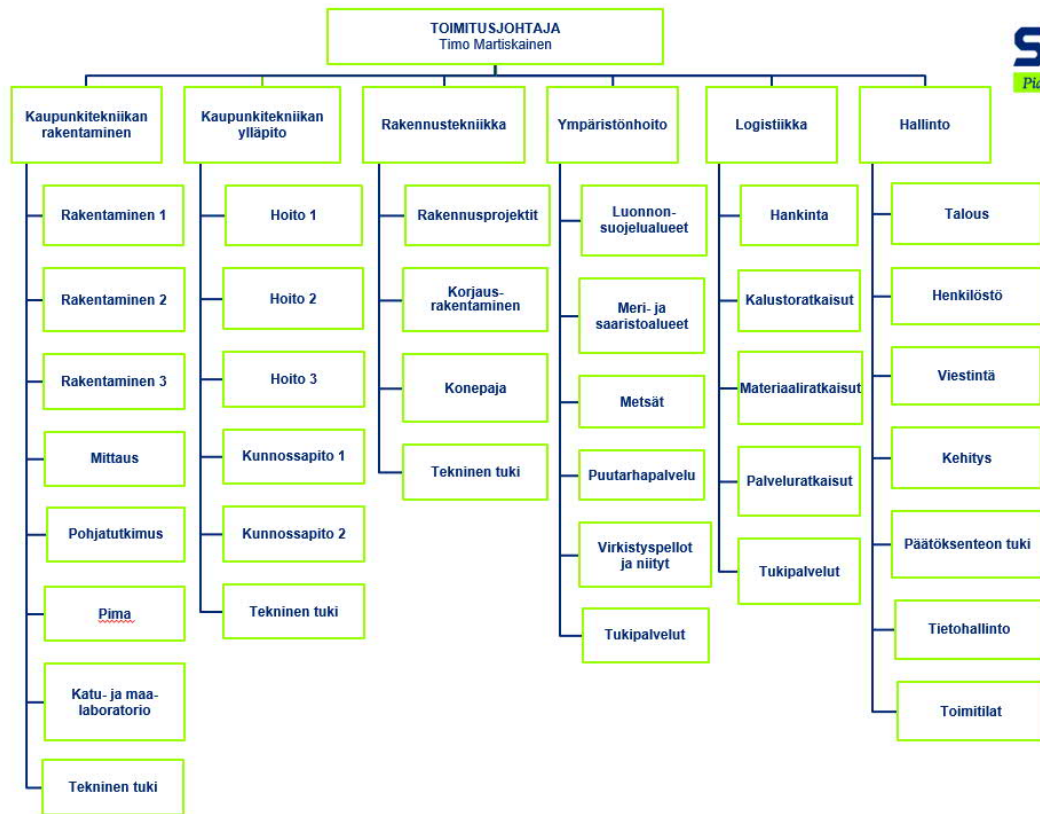 TOIMITUSJOHTAJA
Timo Martiskainen
Kaupunkitekniikan
rakentaminen
Rakentaminen 1
Rakentaminen 2
Rakentaminen 3
Mittaus
Pohjatutkimus
Pima
Katu- ja maa-
laboratorio
Tekninen tuki
Kaupunkitekniikan
ylläpito
Hoito 1
Hoito 2
Hoito 3
Kunnossapito 1
Kunnossapito 2
Tekninen tuki
Rakennustekniikka
Rakennusprojektit
Korjaus-
rakentaminen
Konepaja
Tekninen tuki
Ympäristönhoito
Luonnon-
suojelualueet
Meri- ja
saaristoalueet
Metsät
Puutarhapalvelu
Virkistyspellot
ja niityt
Tukipalvelut
Logistiikka
Hankinta
Kalustoratkaisut
Materiaaliratkaisut
Palveluratkaisut
Tukipalvelut
Hallinto
Talous
Henkilöstö
Viestintä
Kehitys
Päätöksenteon tuki
Tietohallinto
Toimitilat